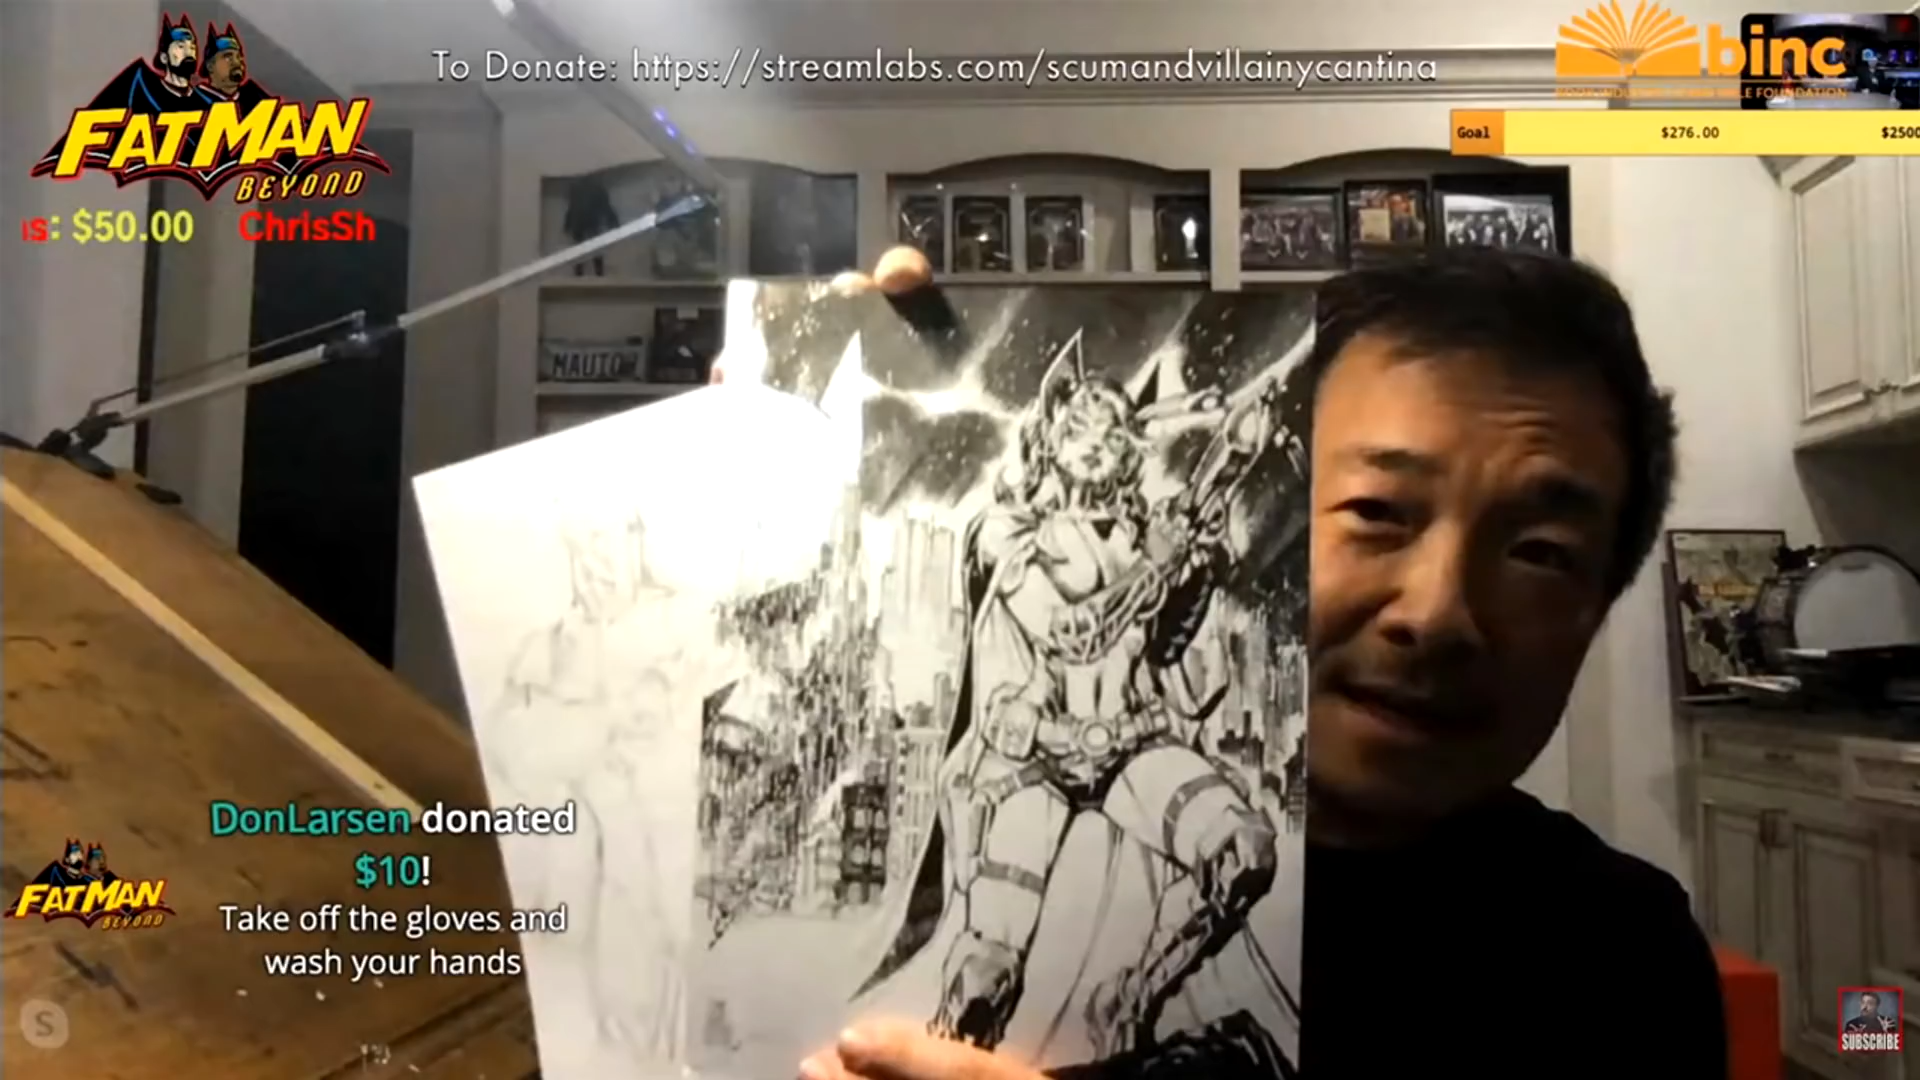 To Donate: https://streamlabs.com/scumandvillainycantina
binc
FATMAN
BEYOND
Goal $276.00 $2500
s: $50.00 ChrisSh
MAUIOW
DonLarsen donated
$10!
Take off the gloves and
wash your hands
FATMAN
BEYOND
S
SUBSCRIBE